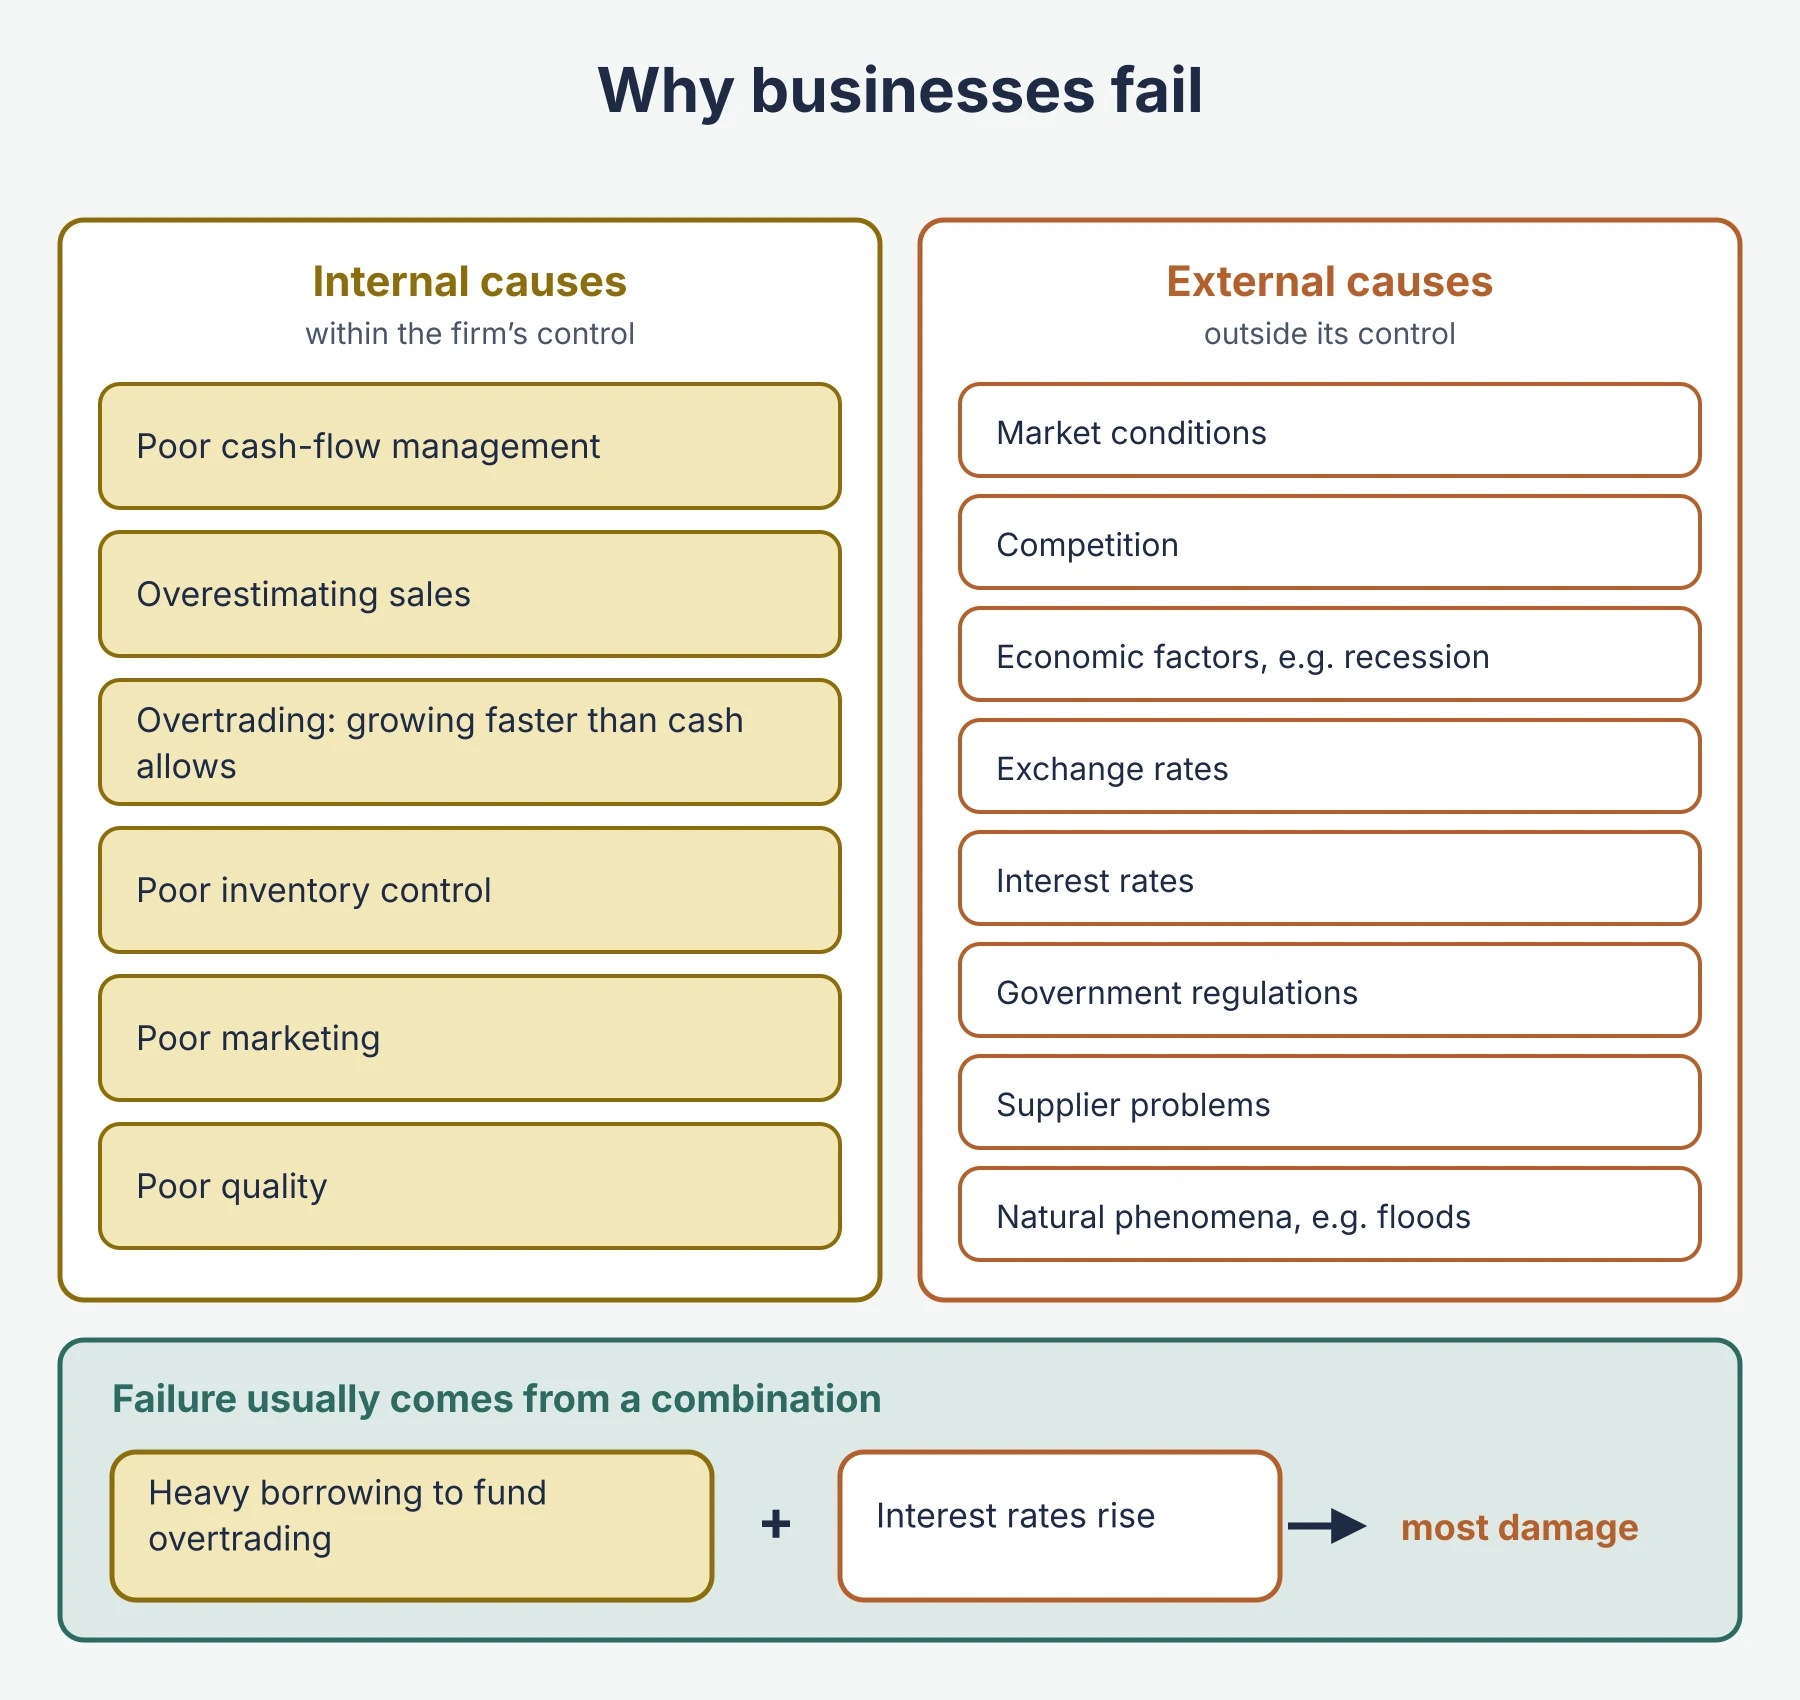 Why businesses fail
Internal causes
within the firm’s control
Poor cash-flow management
Overestimating sales
Overtrading: growing faster than cash
allows
Poor inventory control
Poor marketing
Poor quality
External causes
outside its control
Market conditions
Competition
Economic factors, e.g. recession
Exchange rates
Interest rates
Government regulations
Supplier problems
Natural phenomena, e.g. floods
Failure usually comes from a combination
Heavy borrowing to fund
overtrading
+
Interest rates rise
most damage